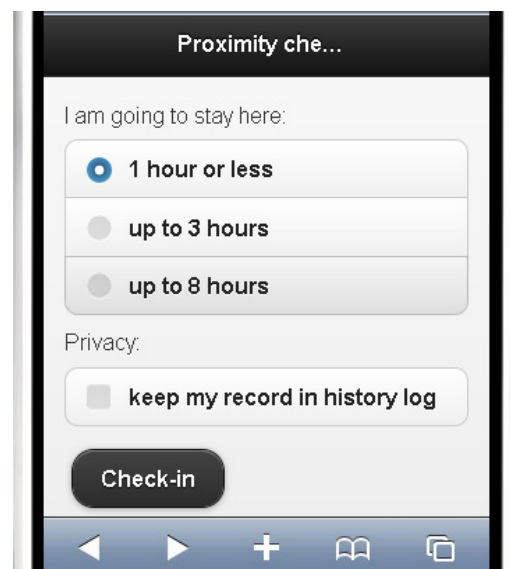 Proximity che...
I am going to stay here:
1 hour or less
up to 3 hours
up to 8 hours
Privacy:
keep my record in history log
Check-in